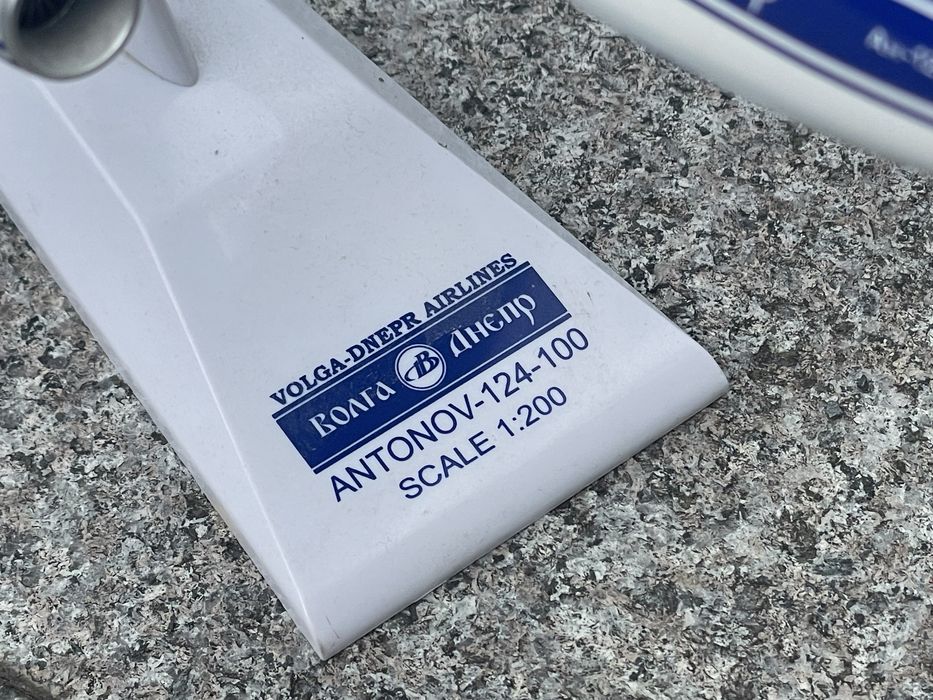 VOLGA-DNEPR AIRLINES
Волга Днепр
ANTONOV-124-100
SCALE 1:200